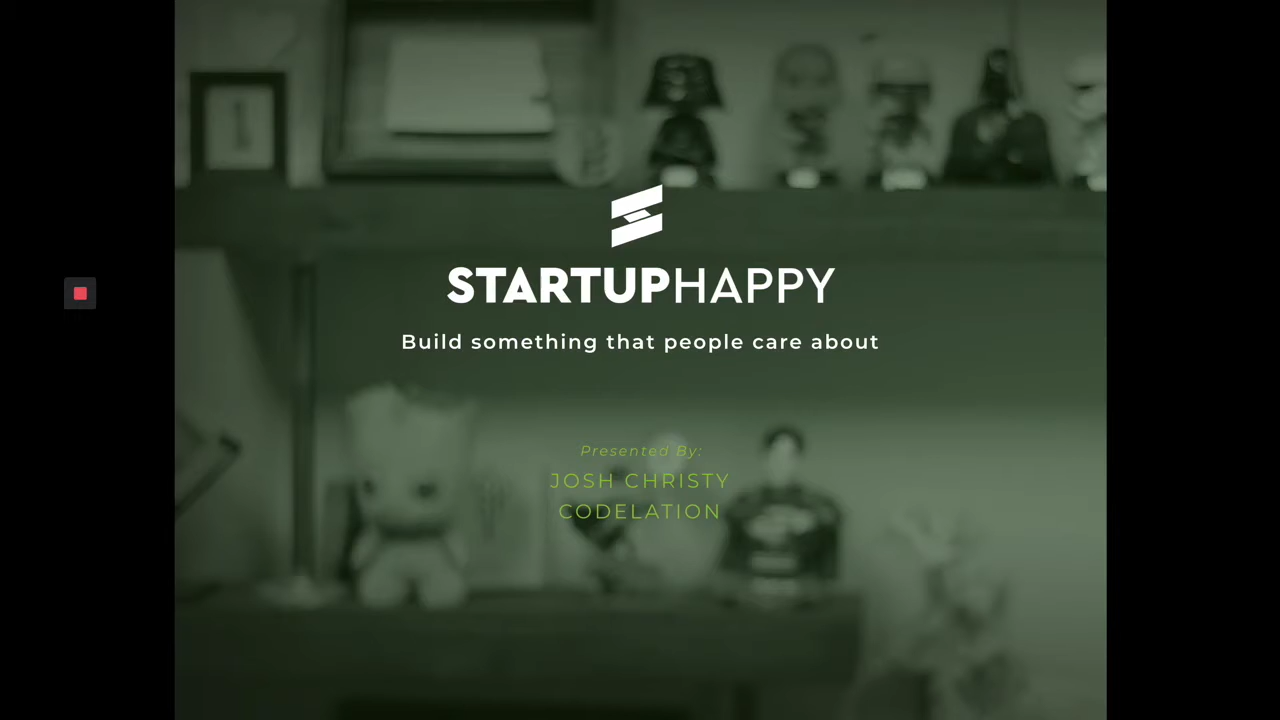 STARTUPHAPPY
Build something that people care about
Presented By:
JOSH CHRISTY
CODELATION